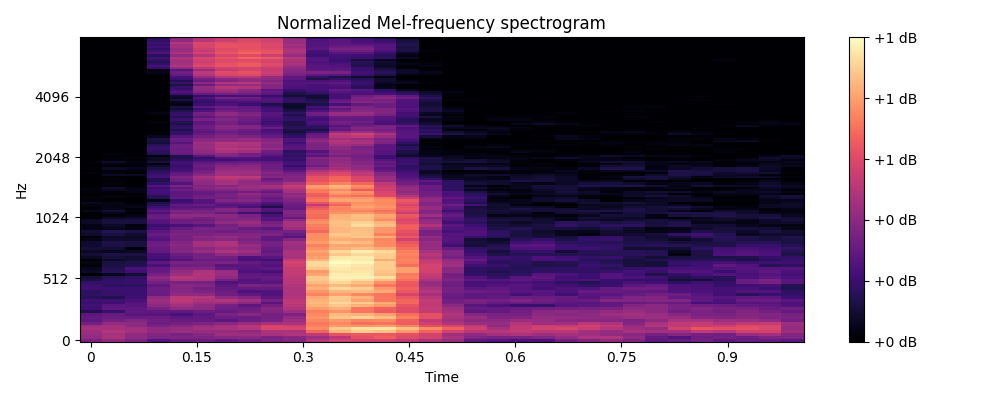 Normalized Mel-frequency spectrogram
Hz
4096
2048
1024
512
0
0 0.15 0.3 0.45 0.6 0.75 0.9
Time
+1 dB
+1 dB
+1 dB
+0 dB
+0 dB
+0 dB